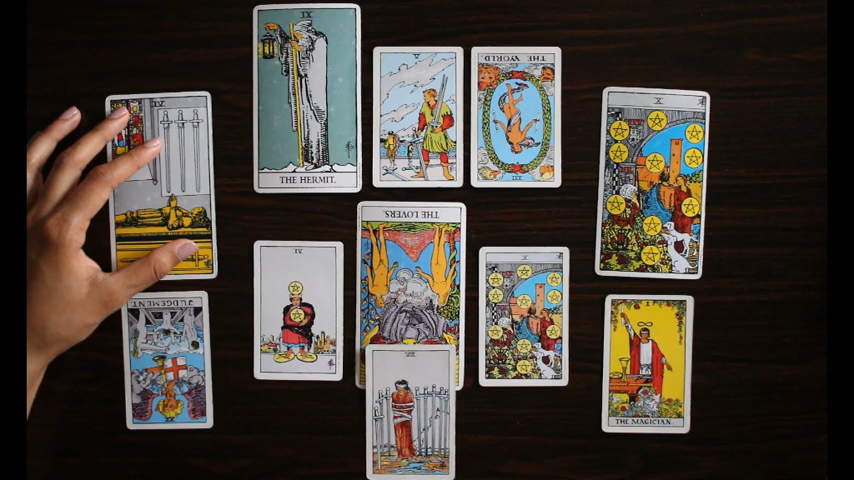 IX
THE HERMIT.
THE WORLD.
X
THE LOVERS.
X
JUDGEMENT.
I
THE MAGICIAN.